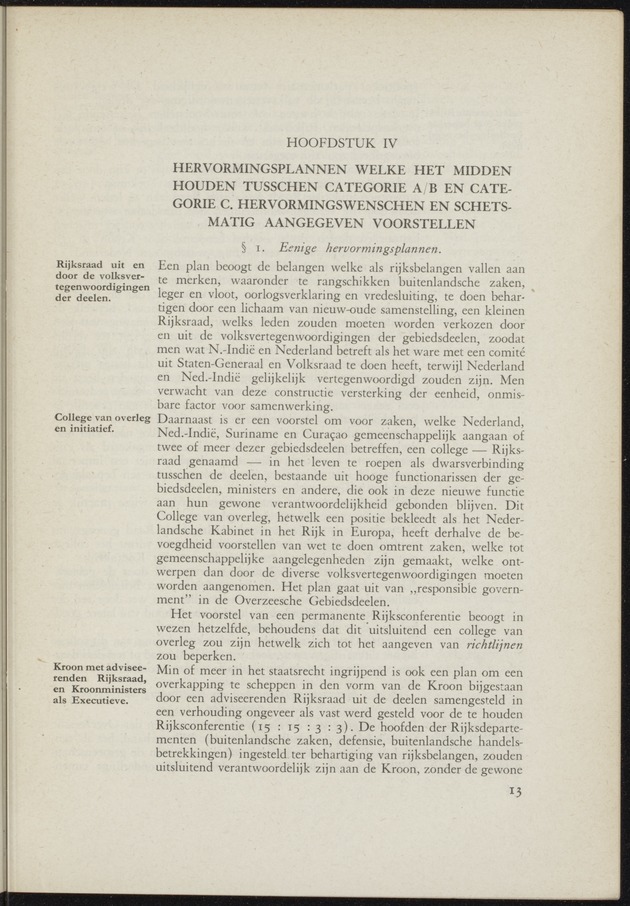 HOOFDSTUK IV
HERVORMINGSPLANNEN WELKE HET MIDDEN
HOUDEN TUSSCHEN CATEGORIE A/B EN CATE-
GORIE C. HERVORMINGSWENSCHEN EN SCHETS-
MATIG AANGEGEVEN VOORSTELLEN
§ 1. Eenige hervormingsplannen.
Rijksraad uit en
door de volksver-
tegenwoordigingen
der deelen.
Een plan beoogt de belangen welke als rijksbelangen vallen aan
te merken, waaronder te rangschikken buitenlandsche zaken,
leger en vloot, oorlogsverklaring en vredesluiting, te doen behar-
tigen door een lichaam van nieuw-oude samenstelling, een kleinen
Rijksraad, welks leden zouden moeten worden verkozen door
en uit de volksvertegenwoordigingen der gebiedsdeelen, zoodat
men wat N.-Indië en Nederland betreft als het ware met een comité
uit Staten-Generaal en Volksraad te doen heeft, terwijl Nederland
en Ned.-Indië gelijkelijk vertegenwoordigd zouden zijn. Men
verwacht van deze constructie versterking der eenheid, onmis-
bare factor voor samenwerking.
College van overleg
en initiatief.
Daarnaast is er een voorstel om voor zaken, welke Nederland,
Ned.-Indië, Suriname en Curaçao gemeenschappelijk aangaan of
twee of meer dezer gebiedsdeelen betreffen, een college — Rijks-
raad genaamd — in het leven te roepen als dwarsverbinding
tusschen de deelen, bestaande uit hooge functionarissen der ge-
biedsdeelen, ministers en andere, die ook in deze nieuwe functie
aan hun gewone verantwoordelijkheid gebonden blijven. Dit
College van overleg, hetwelk een positie bekleedt als het Neder-
landsche Kabinet in het Rijk in Europa, heeft derhalve de be-
voegdheid voorstellen van wet te doen omtrent zaken, welke tot
gemeenschappelijke aangelegenheden zijn gemaakt, welke ont-
werpen dan door de diverse volksvertegenwoordigingen moeten
worden aangenomen. Het plan gaat uit van „responsible govern-
ment" in de Overzeesche Gebiedsdeelen.
Het voorstel van een permanente Rijksconferentie beoogt in
wezen hetzelfde, behoudens dat dit uitsluitend een college van
overleg zou zijn hetwelk zich tot het aangeven van richtlijnen
zou beperken.
Kroon met advisee-
renden Rijksraad,
en Kroonministers
als Executieve.
Min of meer in het staatsrecht ingrijpend is ook een plan om een
overkapping te scheppen in den vorm van de Kroon bijgestaan
door een adviseerenden Rijksraad uit de deelen samengesteld in
een verhouding ongeveer als vast werd gesteld voor de te houden
Rijksconferentie (15 : 15 : 3 : 3). De hoofden der Rijksdeparte-
menten (buitenlandsche zaken, defensie, buitenlandsche handels-
betrekkingen) ingesteld ter behartiging van rijksbelangen, zouden
uitsluitend verantwoordelijk zijn aan de Kroon, zonder de gewone
13